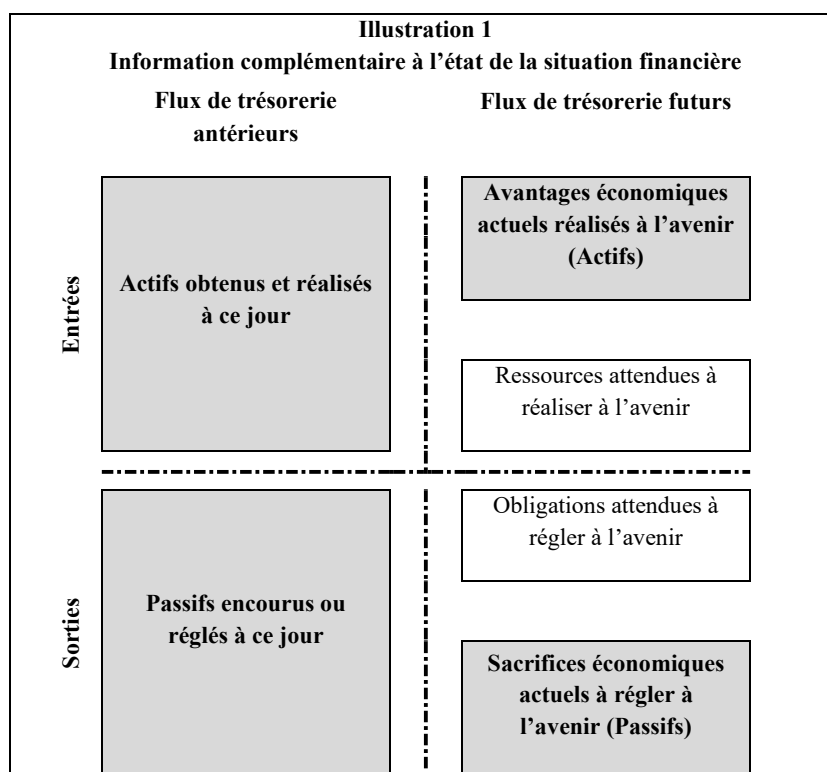 Illustration 1
Information complémentaire à l’état de la situation financière
Flux de trésorerie
antérieurs
Flux de trésorerie futurs
Entrées
Actifs obtenus et réalisés
à ce jour
Avantages économiques
actuels réalisés à l’avenir
(Actifs)
Ressources attendues à
réaliser à l’avenir
Sorties
Passifs encourus ou
réglés à ce jour
Obligations attendues à
régler à l’avenir
Sacrifices économiques
actuels à régler à
l’avenir (Passifs)